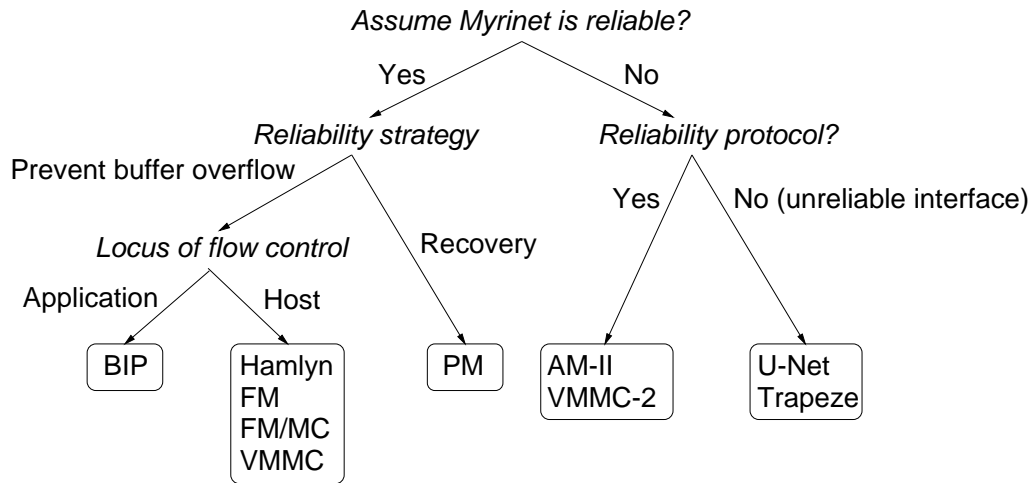 Assume Myrinet is reliable?
Yes
No
Reliability strategy
Reliability protocol?
Prevent buffer overflow
Yes
No (unreliable interface)
Locus of flow control
Recovery
Application
Host
BIP
Hamlyn
FM
FM/MC
VMMC
PM
AM-II
VMMC-2
U-Net
Trapeze